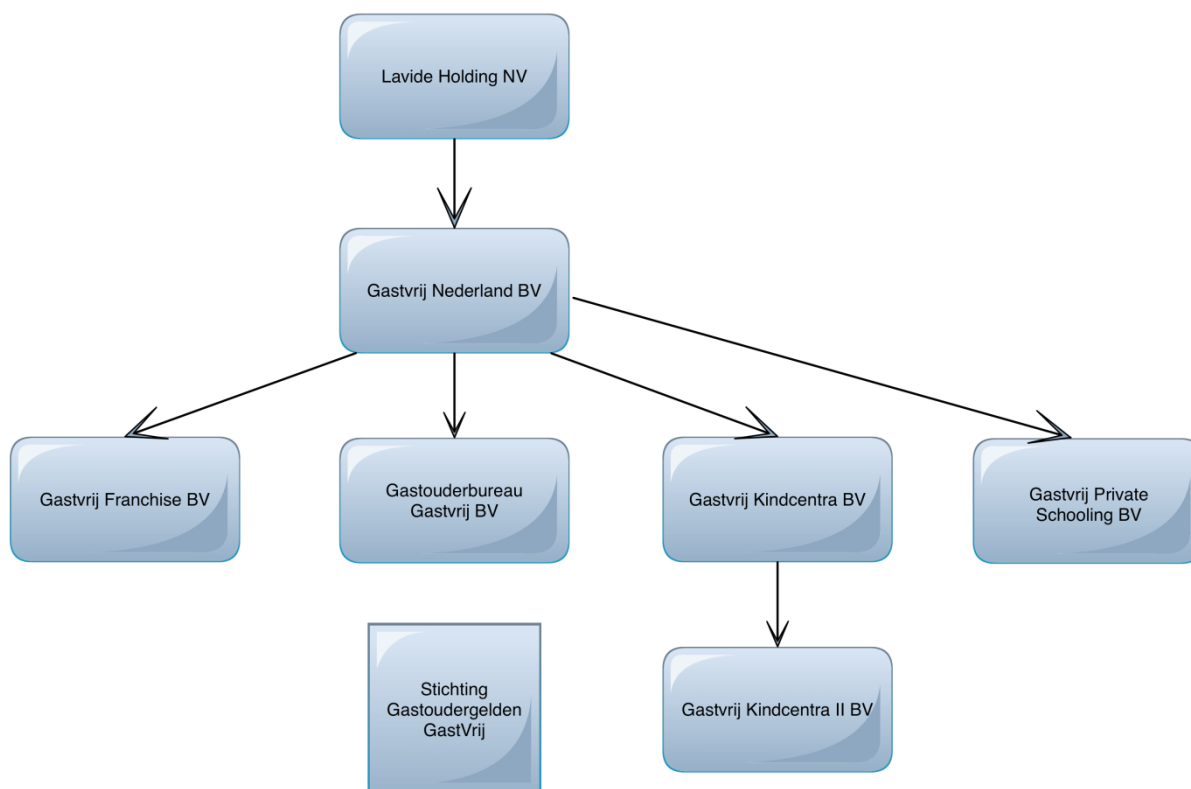 Lavide Holding NV
Gastvrij Nederland BV
Gastvrij Franchise BV
Gastouderbureau
Gastvrij BV
Gastvrij Kindcentra BV
Gastvrij Private
Schooling BV
Stichting
Gastoudergelden
GastVrij
Gastvrij Kindcentra II BV